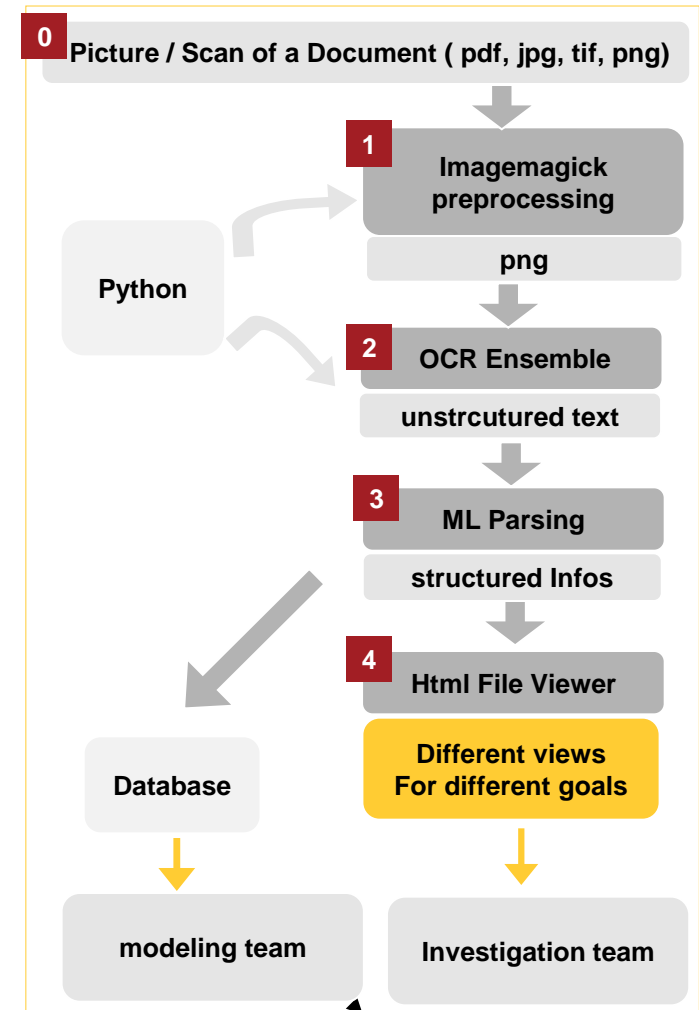 0
Picture / Scan of a Document ( pdf, jpg, tif, png)
1
Imagemagick
preprocessing
png
Python
2
OCR Ensemble
unstrcutured text
3
ML Parsing
structured Infos
4
Html File Viewer
Different views
For different goals
Database
modeling team
Investigation team